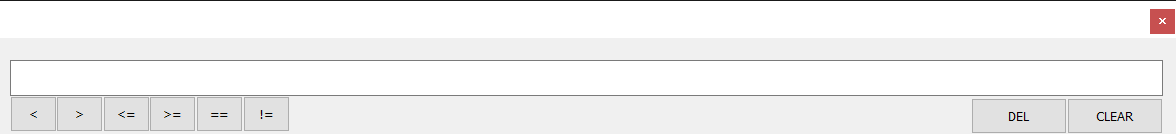 < > <= >= == != DEL CLEAR